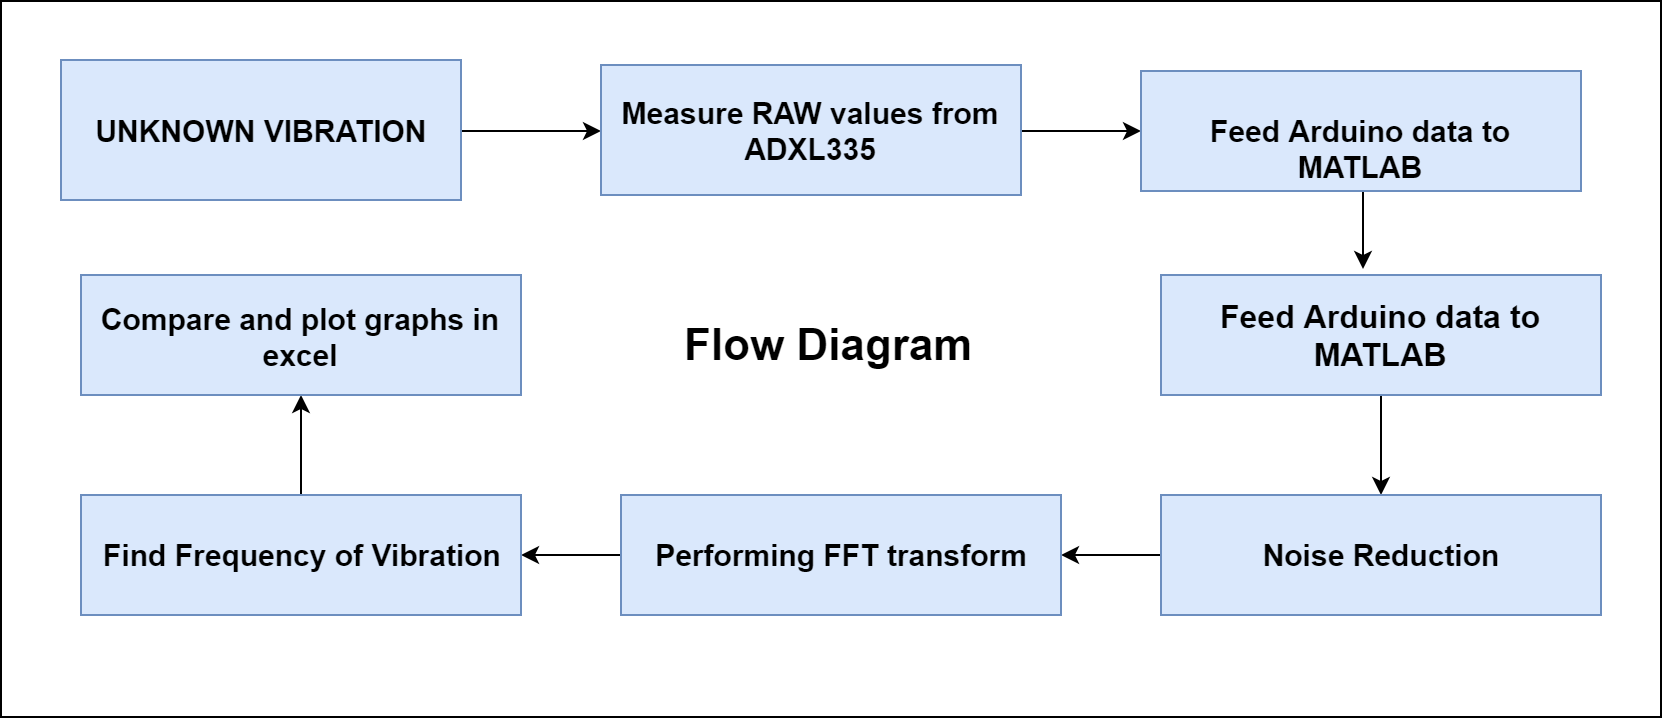 UNKNOWN VIBRATION
Measure RAW values from
ADXL335
Feed Arduino data to
MATLAB
Feed Arduino data to
MATLAB
Noise Reduction
Performing FFT transform
Find Frequency of Vibration
Compare and plot graphs in
excel
Flow Diagram